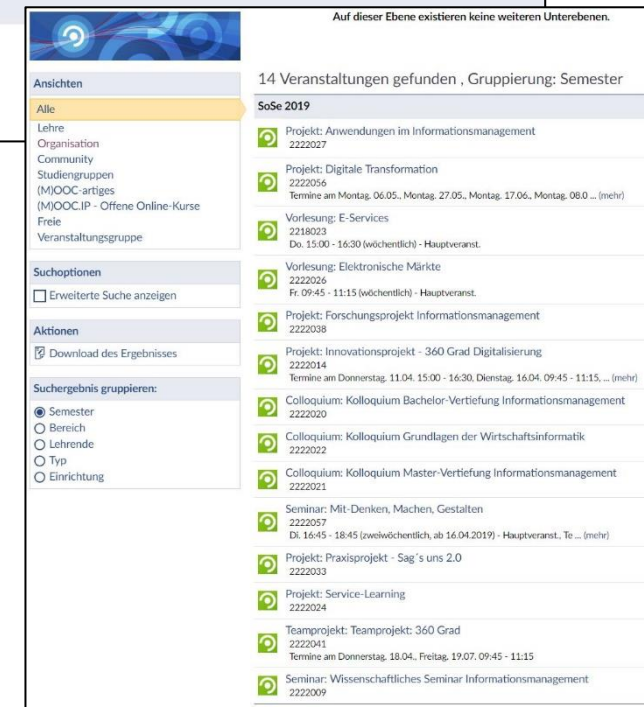 Auf dieser Ebene existieren keine weiteren Unterebenen.
Ansichten
Alle
Lehre
Organisation
Community
Studiengruppen
(M)OOC-artiges
(M)OOC.IP - Offene Online-Kurse
Freie
Veranstaltungsgruppe
Suchoptionen
Erweiterte Suche anzeigen
Aktionen
Download des Ergebnisses
Suchergebnis gruppieren:
Semester
Bereich
Lehrende
Typ
Einrichtung
14 Veranstaltungen gefunden , Gruppierung: Semester
SoSe 2019
Projekt: Anwendungen im Informationsmanagement
2222027
Projekt: Digitale Transformation
2222056
Termine am Montag. 06.05., Montag. 27.05., Montag. 17.06., Montag. 08.0 ... (mehr)
Vorlesung: E-Services
2218023
Do. 15:00 - 16:30 (wöchentlich) - Hauptveranst.
Vorlesung: Elektronische Märkte
2222026
Fr. 09:45 - 11:15 (wöchentlich) - Hauptveranst.
Projekt: Forschungsprojekt Informationsmanagement
2222038
Projekt: Innovationsprojekt - 360 Grad Digitalisierung
2222014
Termine am Donnerstag. 11.04. 15:00 - 16:30, Dienstag. 16.04. 09:45 - 11:15, ... (mehr)
Colloquium: Kolloquium Bachelor-Vertiefung Informationsmanagement
2222020
Colloquium: Kolloquium Grundlagen der Wirtschaftsinformatik
2222022
Colloquium: Kolloquium Master-Vertiefung Informationsmanagement
2222021
Seminar: Mit-Denken, Machen, Gestalten
2222057
Di. 16:45 - 18:45 (zweiwöchentlich, ab 16.04.2019) - Hauptveranst., Te ... (mehr)
Projekt: Praxisprojekt - Sag´s uns 2.0
2222033
Projekt: Service-Learning
2222024
Teamprojekt: Teamprojekt: 360 Grad
2222041
Termine am Donnerstag. 18.04., Freitag. 19.07. 09:45 - 11:15
Seminar: Wissenschaftliches Seminar Informationsmanagement
2222009